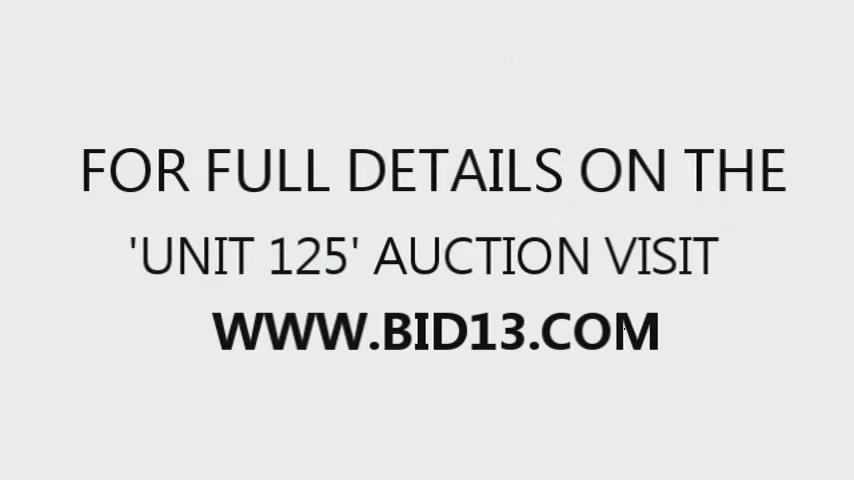 FOR FULL DETAILS ON THE
'UNIT 125' AUCTION VISIT
WWW.BID13.COM